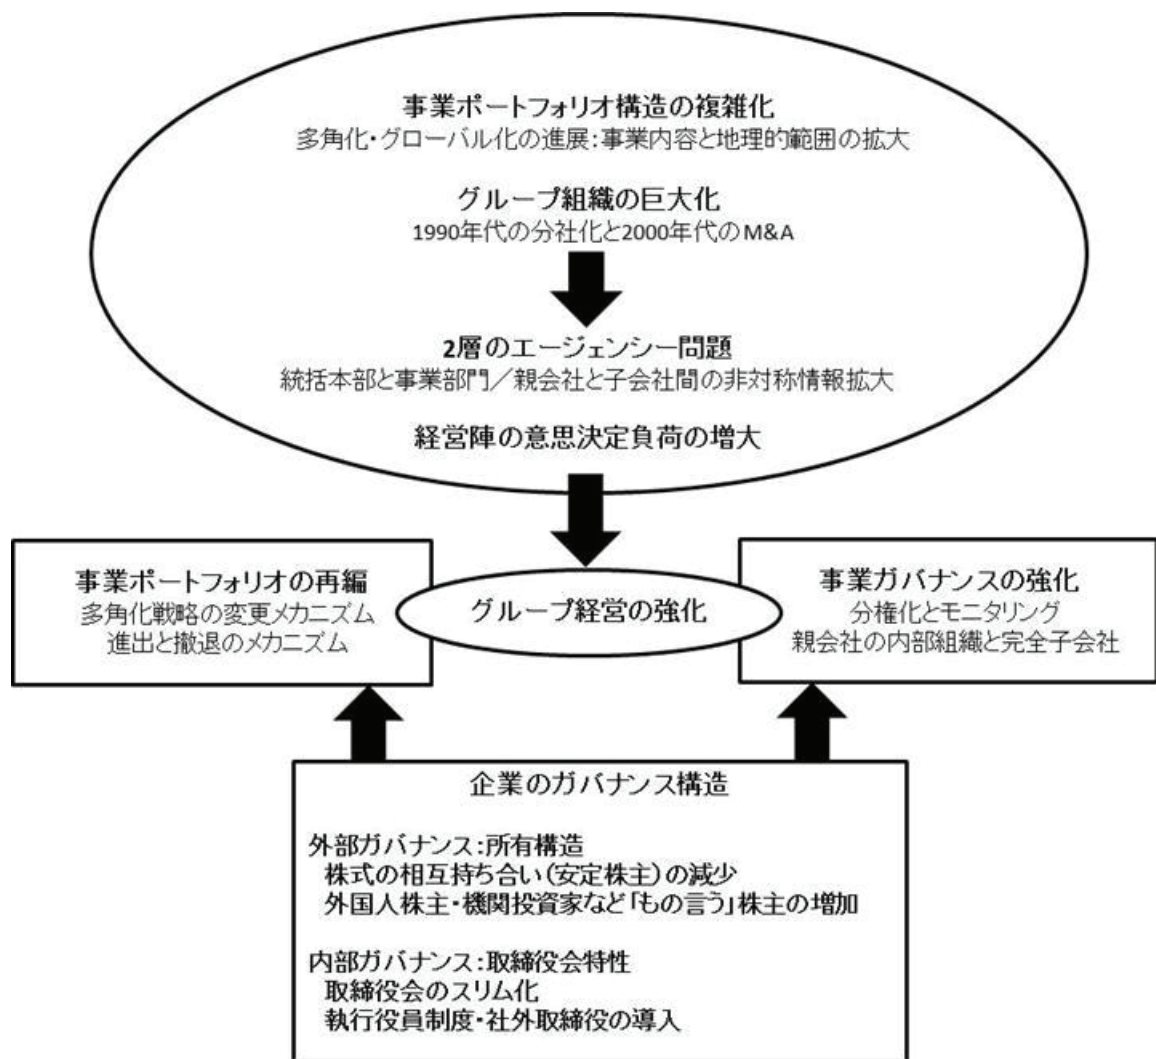 事業ポートフォリオ構造の複雑化
多角化・グローバル化の進展:事業内容と地理的範囲の拡大
グループ組織の巨大化
1990年代の分社化と2000年代のM&A
2層のエージェンシー問題
統括本部と事業部門／親会社と子会社間の非対称情報拡大
経営陣の意思決定負荷の増大
事業ポートフォリオの再編
多角化戦略の変更メカニズム
進出と撤退のメカニズム
グループ経営の強化
事業ガバナンスの強化
分権化とモニタリング
親会社の内部組織と完全子会社
企業のガバナンス構造
外部ガバナンス:所有構造
株式の相互持ち合い(安定株主)の減少
外国人株主・機関投資家など「もの言う」株主の増加
内部ガバナンス:取締役会特性
取締役会のスリム化
執行役員制度・社外取締役の導入